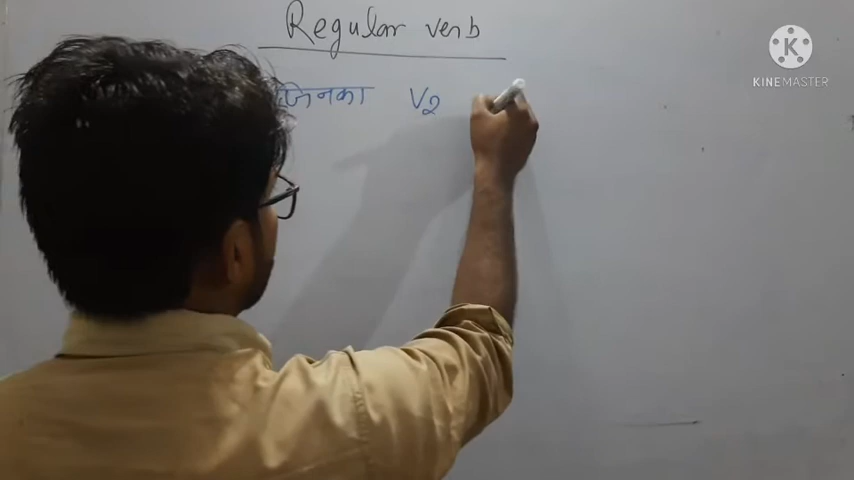 Regular verb
जिनका V2
K
KINEMASTER